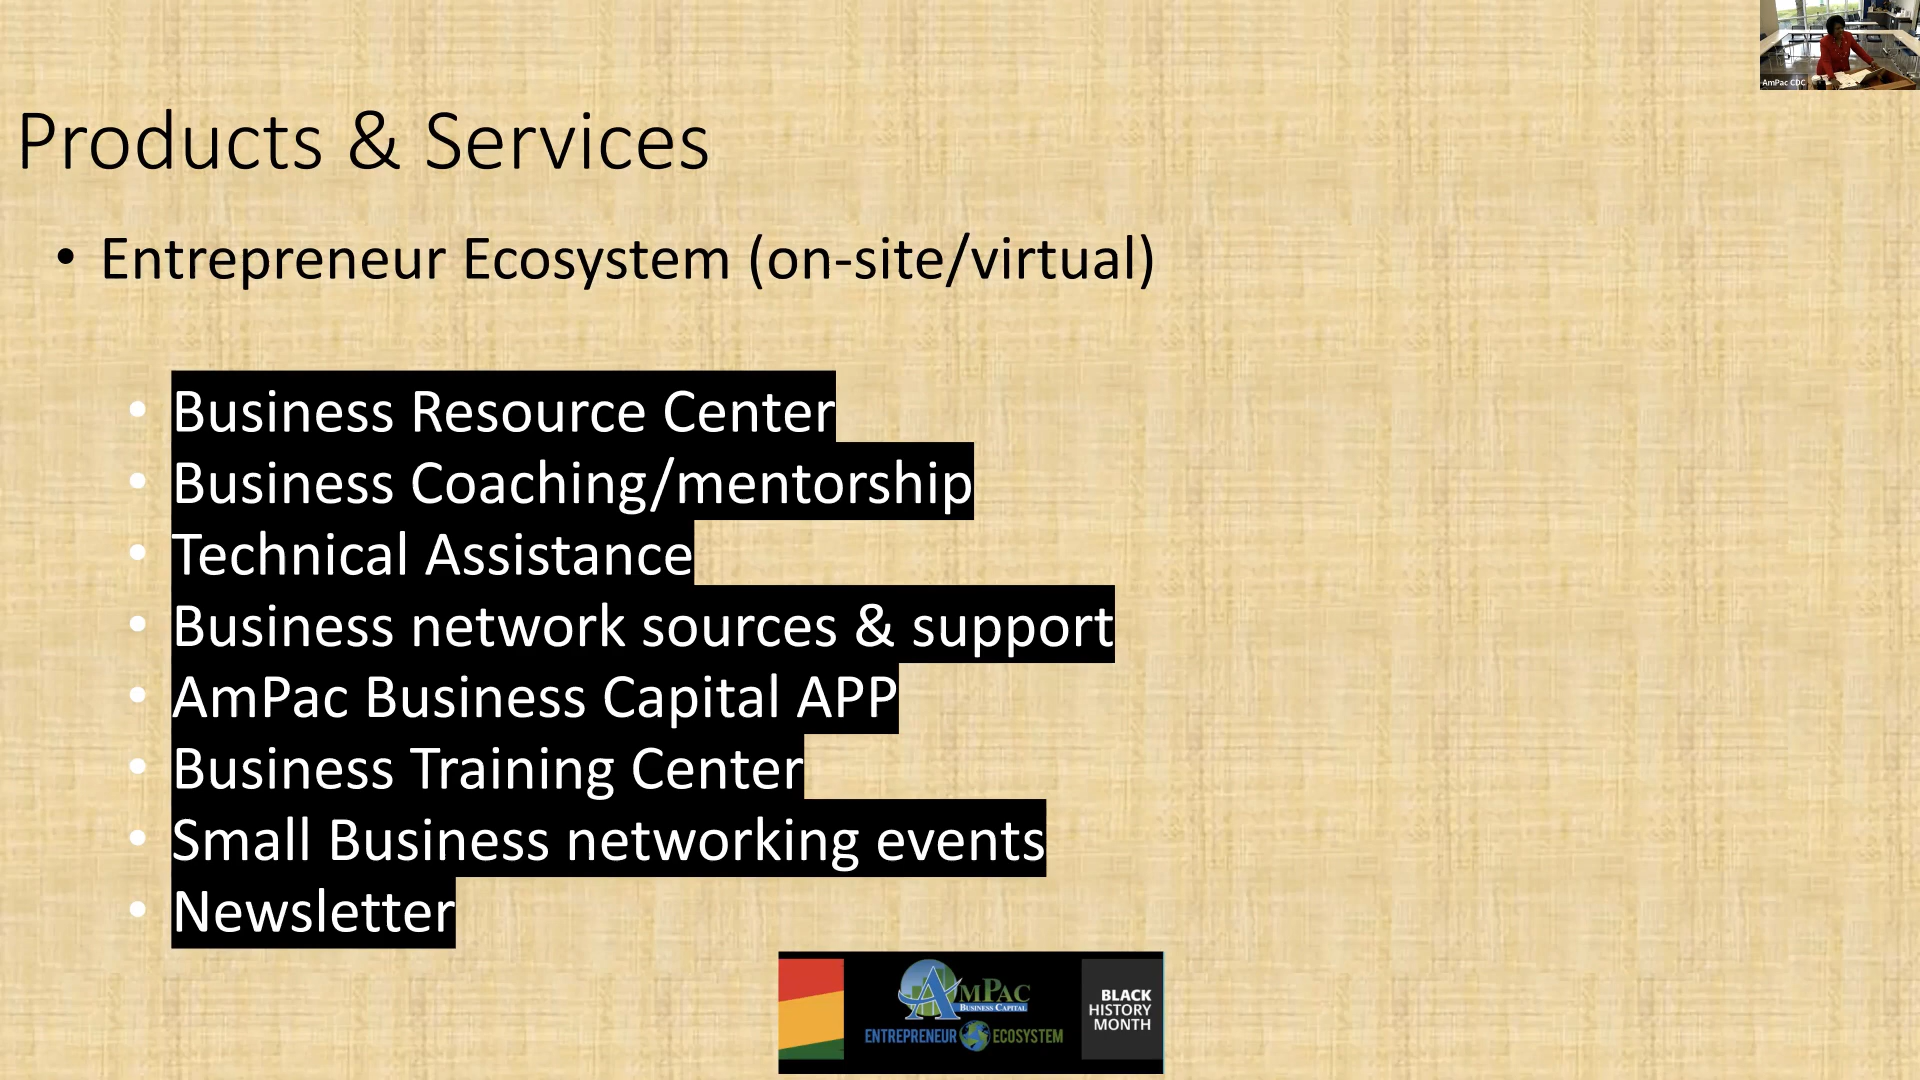 AmPac CDC
Products & Services
• Entrepreneur Ecosystem (on-site/virtual)
• Business Resource Center
• Business Coaching/mentorship
• Technical Assistance
• Business network sources & support
• AmPac Business Capital APP
• Business Training Center
• Small Business networking events
• Newsletter
AMPAC
BUSINESS CAPITAL
ENTREPRENEUR ECOSYSTEM
BLACK
HISTORY
MONTH